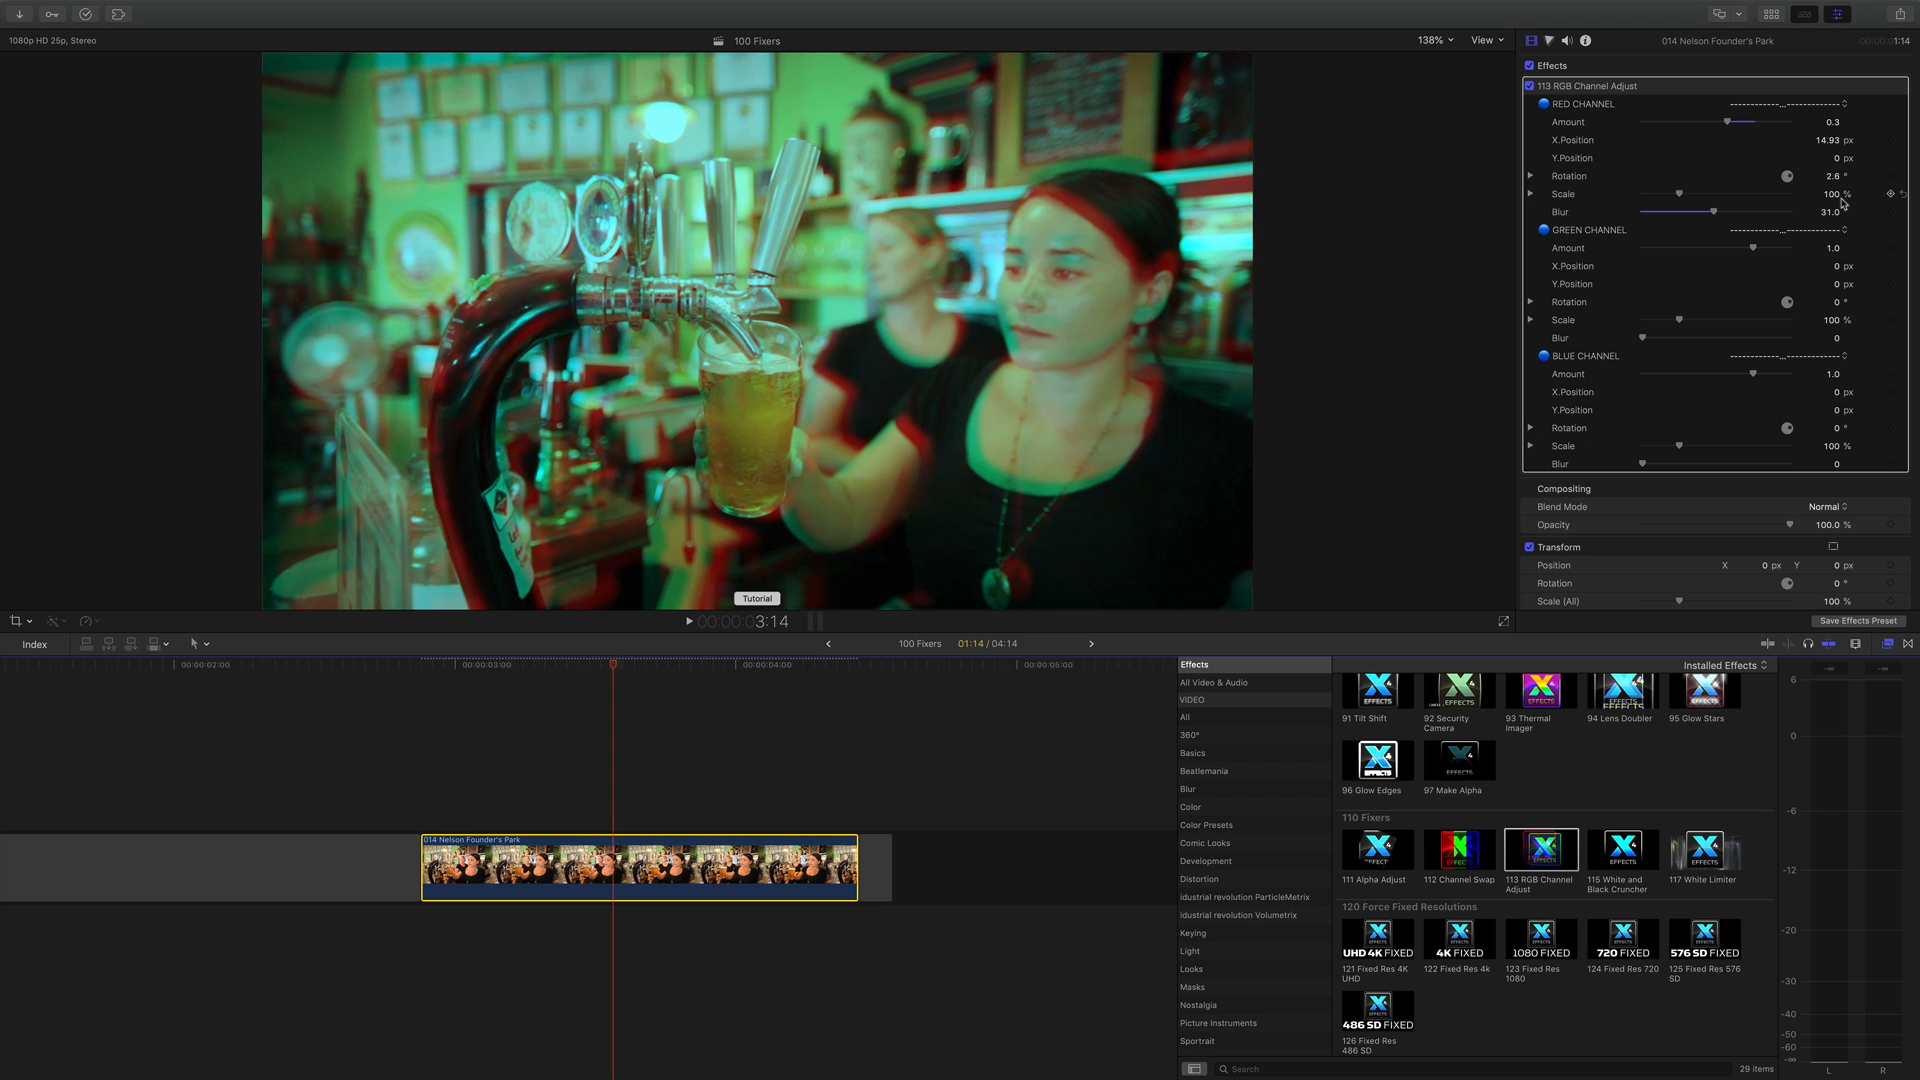 1080p HD 25p, Stereo
100 Fixers
138%
View
014 Nelson Founder's Park
1:14
Effects
113 RGB Channel Adjust
RED CHANNEL
Amount 0.3
X.Position 14.93 px
Y.Position 0 px
Rotation 2.6 °
Scale 100 %
Blur 31.0
GREEN CHANNEL
Amount 1.0
X.Position 0 px
Y.Position 0 px
Rotation 0 °
Scale 100 %
Blur 0
BLUE CHANNEL
Amount 1.0
X.Position 0 px
Y.Position 0 px
Rotation 0 °
Scale 100 %
Blur 0
Compositing
Blend Mode Normal
Opacity 100.0 %
Transform
Position X 0 px Y 0 px
Rotation 0 °
Scale (All) 100 %
Save Effects Preset
Tutorial
00:00:03:14
Index
100 Fixers 01:14 / 04:14
00:00:02:00
00:00:03:00
00:00:04:00
00:00:05:00
014 Nelson Founder's Park
Effects
All Video & Audio
VIDEO
All
360°
Basics
Beatlemania
Blur
Color
Color Presets
Comic Looks
Development
Distortion
idustrial revolution ParticleMetrix
idustrial revolution Volumetrix
Keying
Light
Looks
Masks
Nostalgia
Picture Instruments
Sportrait
Installed Effects
91 Tilt Shift
92 Security
Camera
93 Thermal
Imager
94 Lens Doubler
95 Glow Stars
96 Glow Edges
97 Make Alpha
110 Fixers
111 Alpha Adjust
112 Channel Swap
113 RGB Channel
Adjust
115 White and
Black Cruncher
117 White Limiter
120 Force Fixed Resolutions
UHD 4K FIXED
4K FIXED
1080 FIXED
720 FIXED
576 SD FIXED
121 Fixed Res 4K
UHD
122 Fixed Res 4k
123 Fixed Res
1080
124 Fixed Res 720
125 Fixed Res 576
SD
486 SD FIXED
126 Fixed Res
486 SD
Search
29 items
6
0
-6
-12
-20
-30
-40
-50
-60
-∞
L R